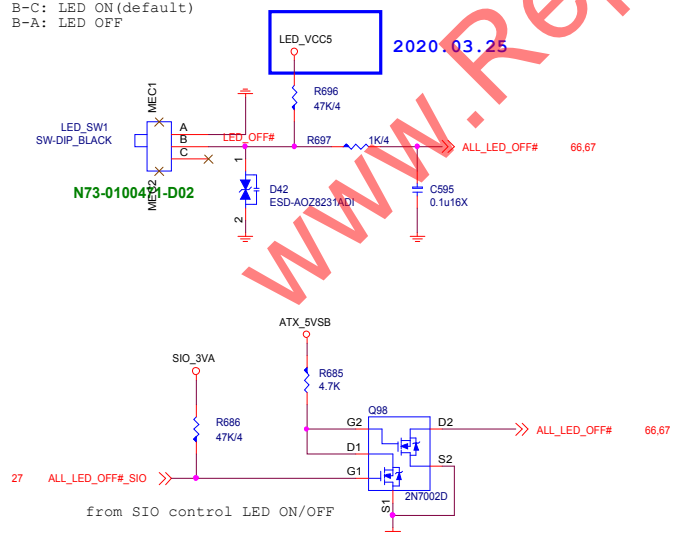 B-C: LED ON(default)
B-A: LED OFF
LED_VCC5
2020.03.25
R696
47K/4
MEC1
LED_SW1
SW-DIP_BLACK
A
B
C
LED_OFF#
R697
1K/4
ALL_LED_OFF#
66,67
MEC2
N73-0100471-D02
1
2
D42
ESD-AOZ8231ADI
C595
0.1u16X
www.Rep
ATX_5VSB
SIO_3VA
R685
4.7K
R686
47K/4
Q98
G2
D2
D1
S2
G1
S1
2N7002D
ALL_LED_OFF#
66,67
27
ALL_LED_OFF#_SIO
from SIO control LED ON/OFF